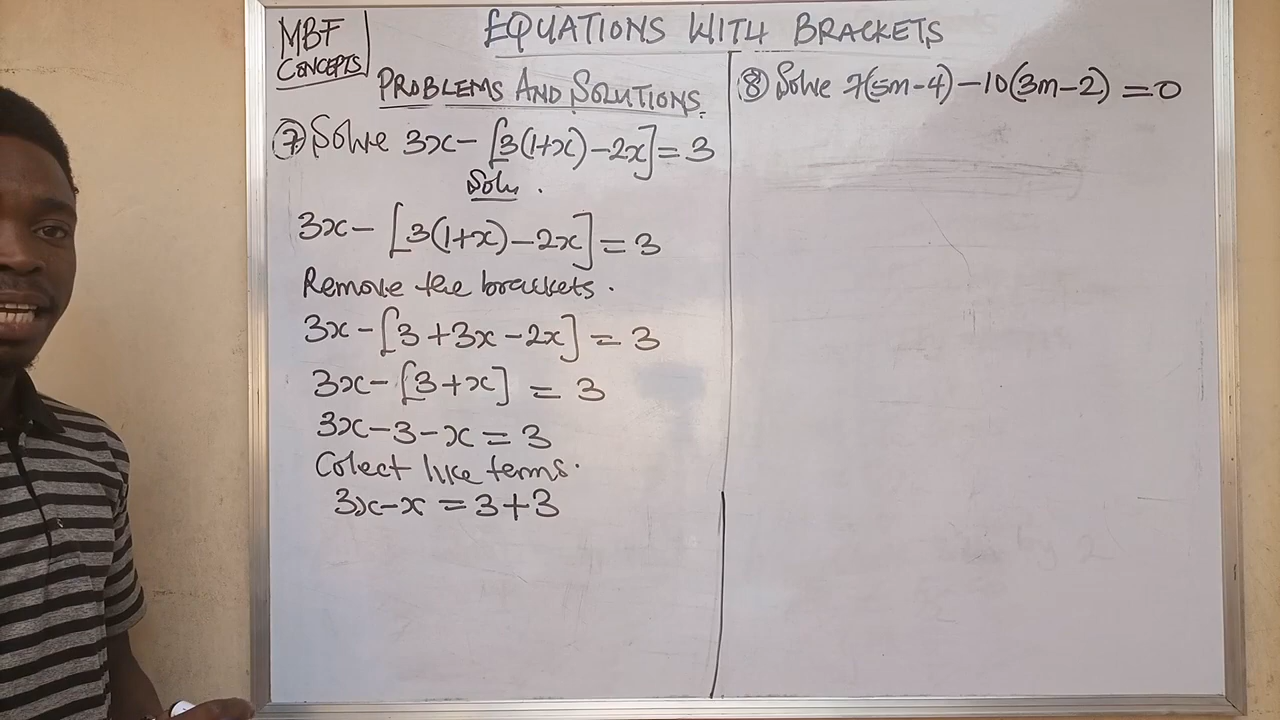 MBF
CONCEPTS
EQUATIONS WITH BRACKETS
PROBLEMS AND SOLUTIONS.
⑦ Solve 3x - [3(1+x) - 2x] = 3
Soln.
3x - [3(1+x) - 2x] = 3
Remove the brackets.
3x - [3 + 3x - 2x] = 3
3x - [3 + x] = 3
3x - 3 - x = 3
Colect like terms.
3x - x = 3 + 3
⑧ Solve 7(5m - 4) - 10(3m - 2) = 0